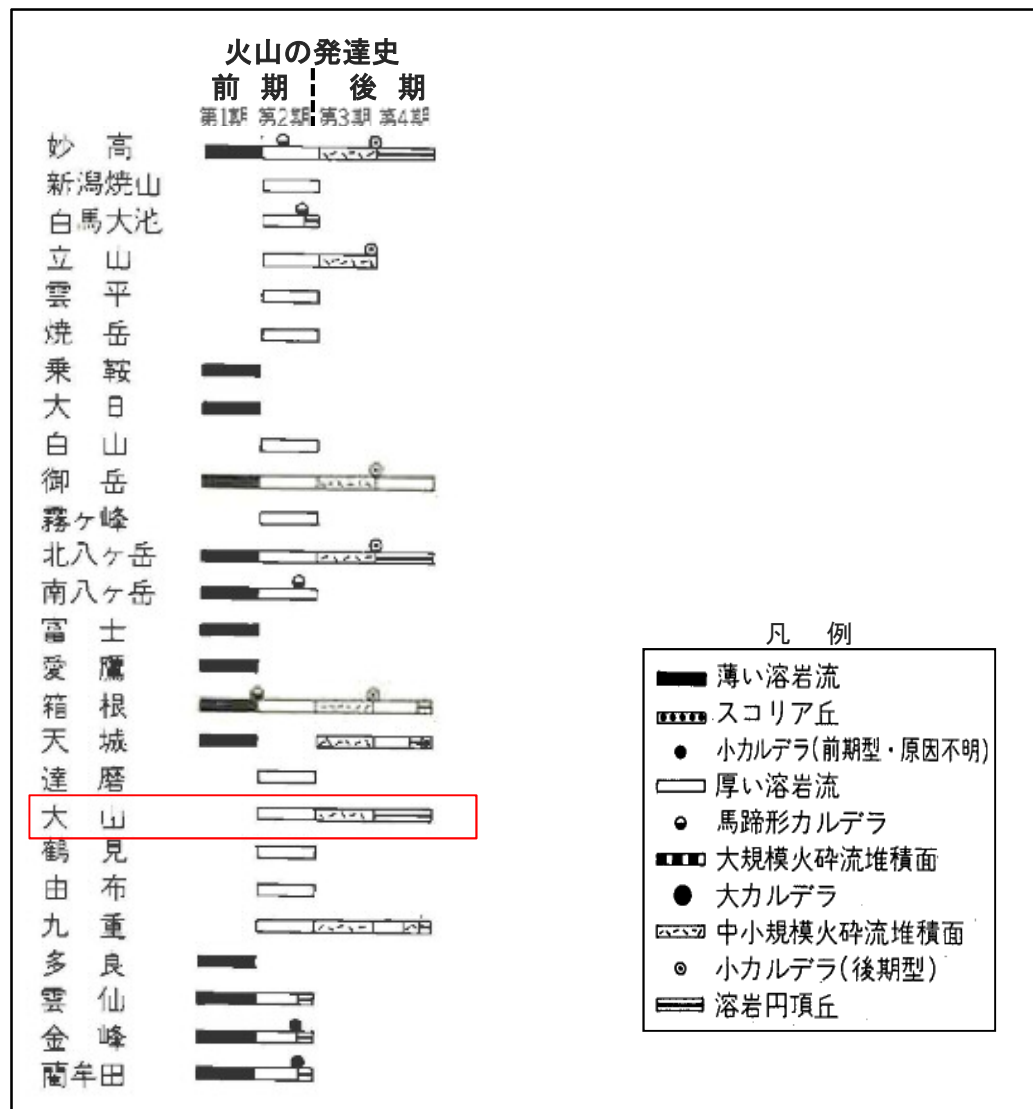 火山の発達史
前期 後期
第1期 第2期 第3期 第4期
妙高
新潟焼山
白馬大池
立山
雲平
焼岳
乗鞍
大日
白山
御岳
霧ヶ峰
北八ヶ岳
南八ヶ岳
富士
愛鷹
箱根
天城
達磨
大山
鶴見
由布
九重
多良
雲仙
金峰
藺牟田
凡例
薄い溶岩流
スコリア丘
小カルデラ(前期型・原因不明)
厚い溶岩流
馬蹄形カルデラ
大規模火砕流堆積面
大カルデラ
中小規模火砕流堆積面
小カルデラ(後期型)
溶岩円頂丘